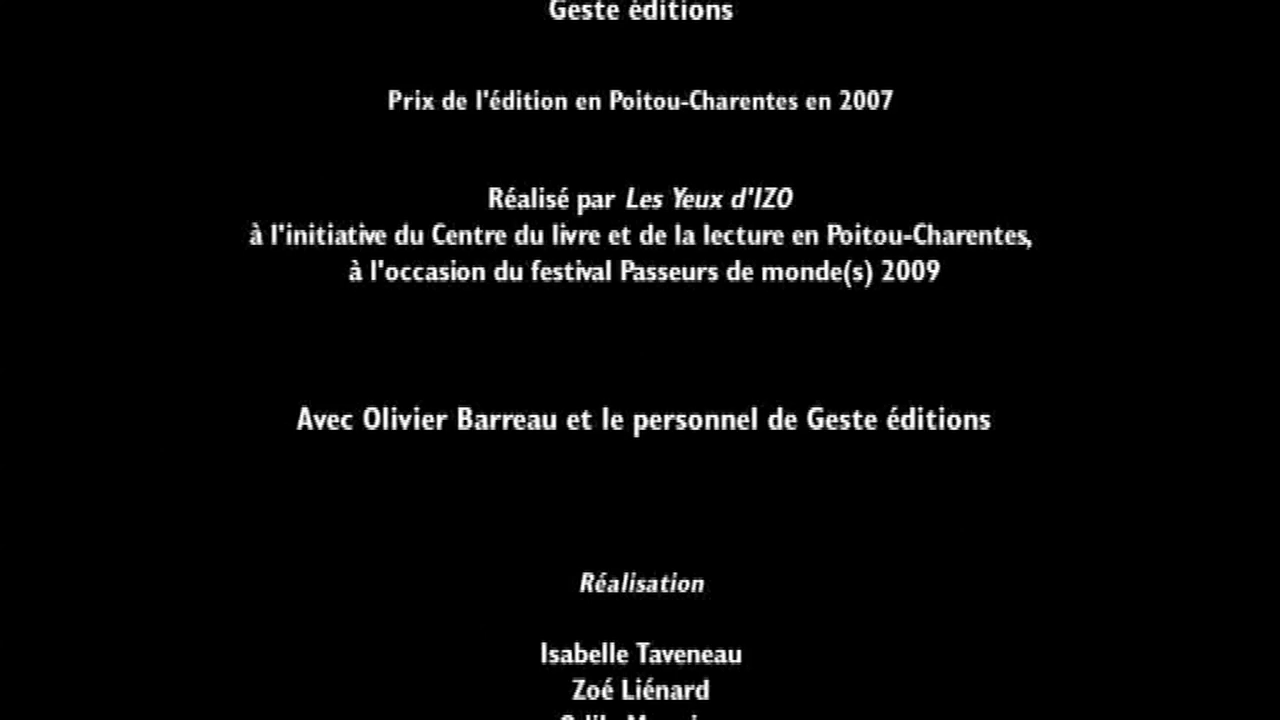 Geste éditions
Prix de l'édition en Poitou-Charentes en 2007
Réalisé par Les Yeux d'IZO
à l'initiative du Centre du livre et de la lecture en Poitou-Charentes,
à l'occasion du festival Passeurs de monde(s) 2009
Avec Olivier Barreau et le personnel de Geste éditions
Réalisation
Isabelle Taveneau
Zoé Liénard